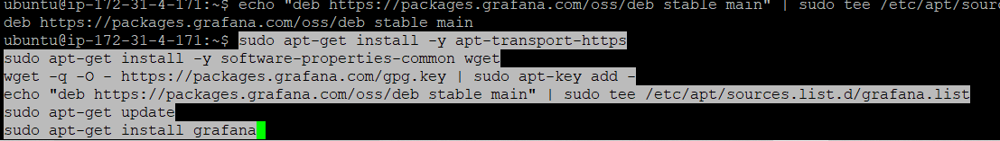 ubuntu@ip-172-31-4-171:~$ echo "deb https://packages.grafana.com/oss/deb stable main" | sudo tee /etc/apt/sour
deb https://packages.grafana.com/oss/deb stable main
ubuntu@ip-172-31-4-171:~$ sudo apt-get install -y apt-transport-https
sudo apt-get install -y software-properties-common wget
wget -q -O - https://packages.grafana.com/gpg.key | sudo apt-key add -
echo "deb https://packages.grafana.com/oss/deb stable main" | sudo tee /etc/apt/sources.list.d/grafana.list
sudo apt-get update
sudo apt-get install grafana